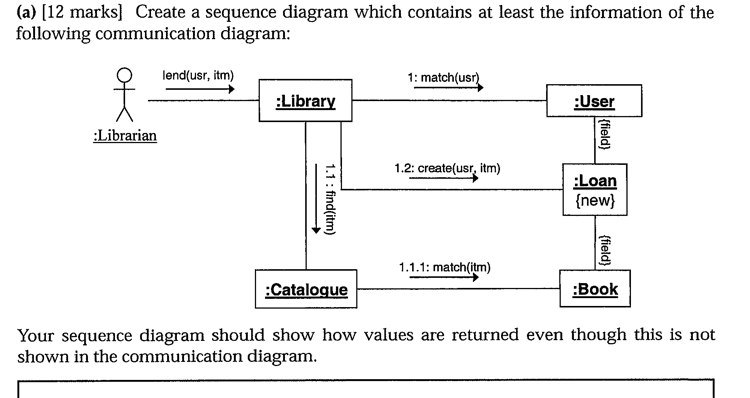 (a) [12 marks] Create a sequence diagram which contains at least the information of the
following communication diagram:
lend(usr, itm)
1: match(usr)
:Library
:User
:Librarian
{field}
1.1 : find(itm)
1.2: create(usr, itm)
:Loan
{new}
{field}
1.1.1: match(itm)
:Catalogue
:Book
Your sequence diagram should show how values are returned even though this is not
shown in the communication diagram.